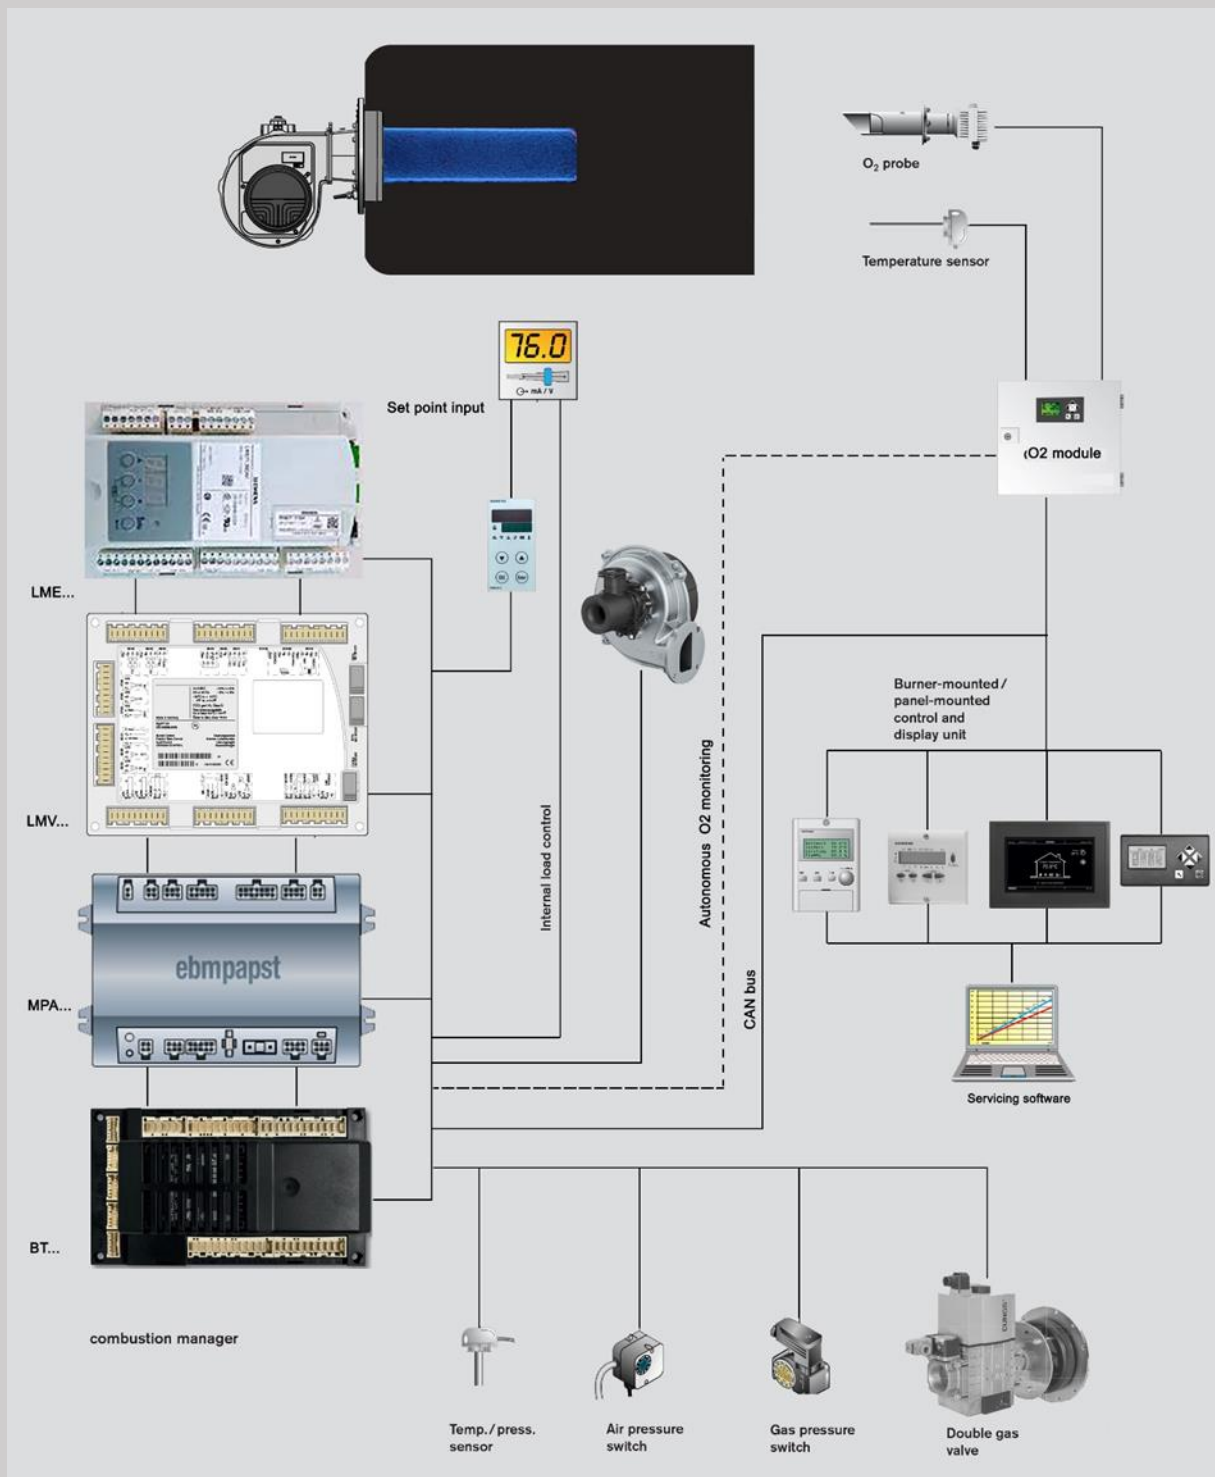 O₂ probe
Temperature sensor
76.0
mA / V
Set point input
O2 module
LME...
SIEMENS
Burner-mounted /
panel-mounted
control and
display unit
LMV...
Internal load control
Autonomous O2 monitoring
CAN bus
ebmpapst
MPA...
Servicing software
BT...
combustion manager
DUNGS
Temp./press.
sensor
Air pressure
switch
Gas pressure
switch
Double gas
valve